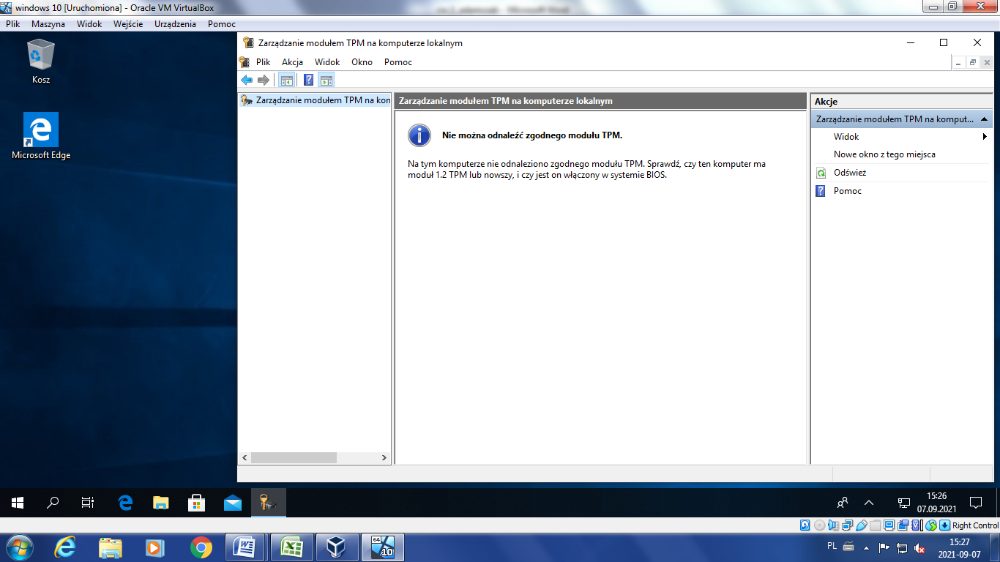 windows 10 [Uruchomiona] - Oracle VM VirtualBox
Plik Maszyna Widok Wejście Urządzenia Pomoc
Kosz
Microsoft Edge
Zarządzanie modułem TPM na komputerze lokalnym
Plik Akcja Widok Okno Pomoc
Zarządzanie modułem TPM na kon
Zarządzanie modułem TPM na komputerze lokalnym
Nie można odnaleźć zgodnego modułu TPM.
Na tym komputerze nie odnaleziono zgodnego modułu TPM. Sprawdź, czy ten komputer ma
moduł 1.2 TPM lub nowszy, i czy jest on włączony w systemie BIOS.
Akcje
Zarządzanie modułem TPM na komput...
Widok
Nowe okno z tego miejsca
Odśwież
Pomoc
15:26
07.09.2021
Right Control
64
10
PL
15:27
2021-09-07